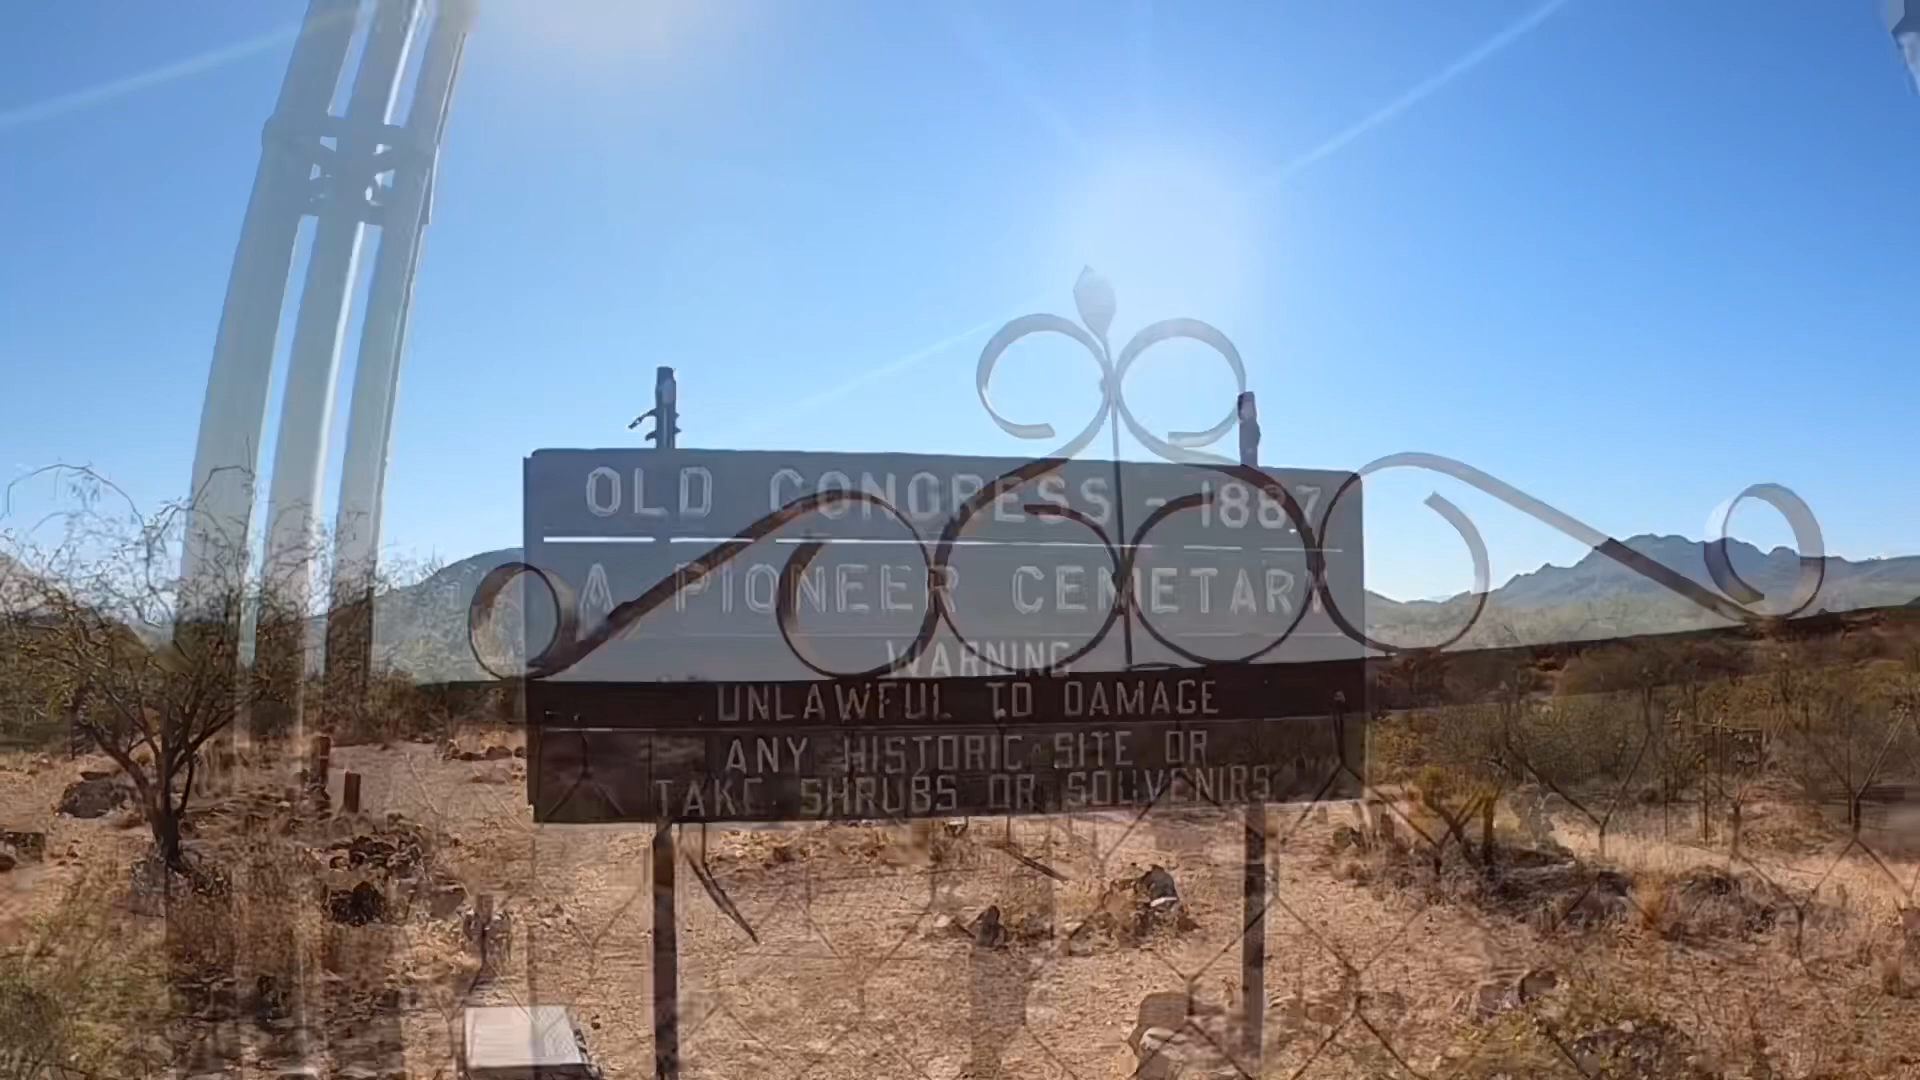 OLD CONGRESS - 1887
A PIONEER CEMETARY
WARNING
UNLAWFUL TO DAMAGE
ANY HISTORIC SITE OR
TAKE SHRUBS OR SOUVENIRS